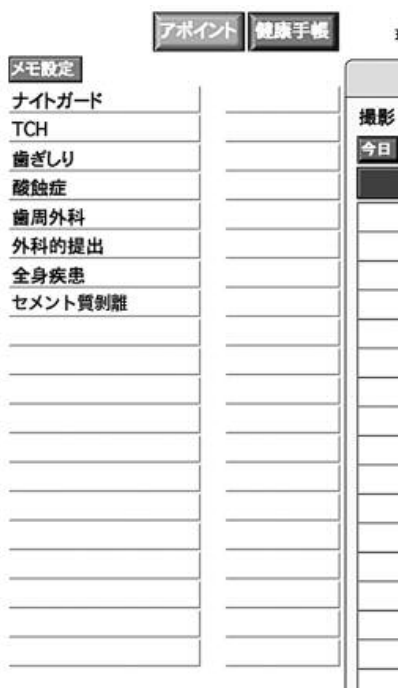 アポイント 健康手帳
メモ設定
ナイトガード
TCH
歯ぎしり
酸蝕症
歯周外科
外科的提出
全身疾患
セメント質剝離
撮影
今日